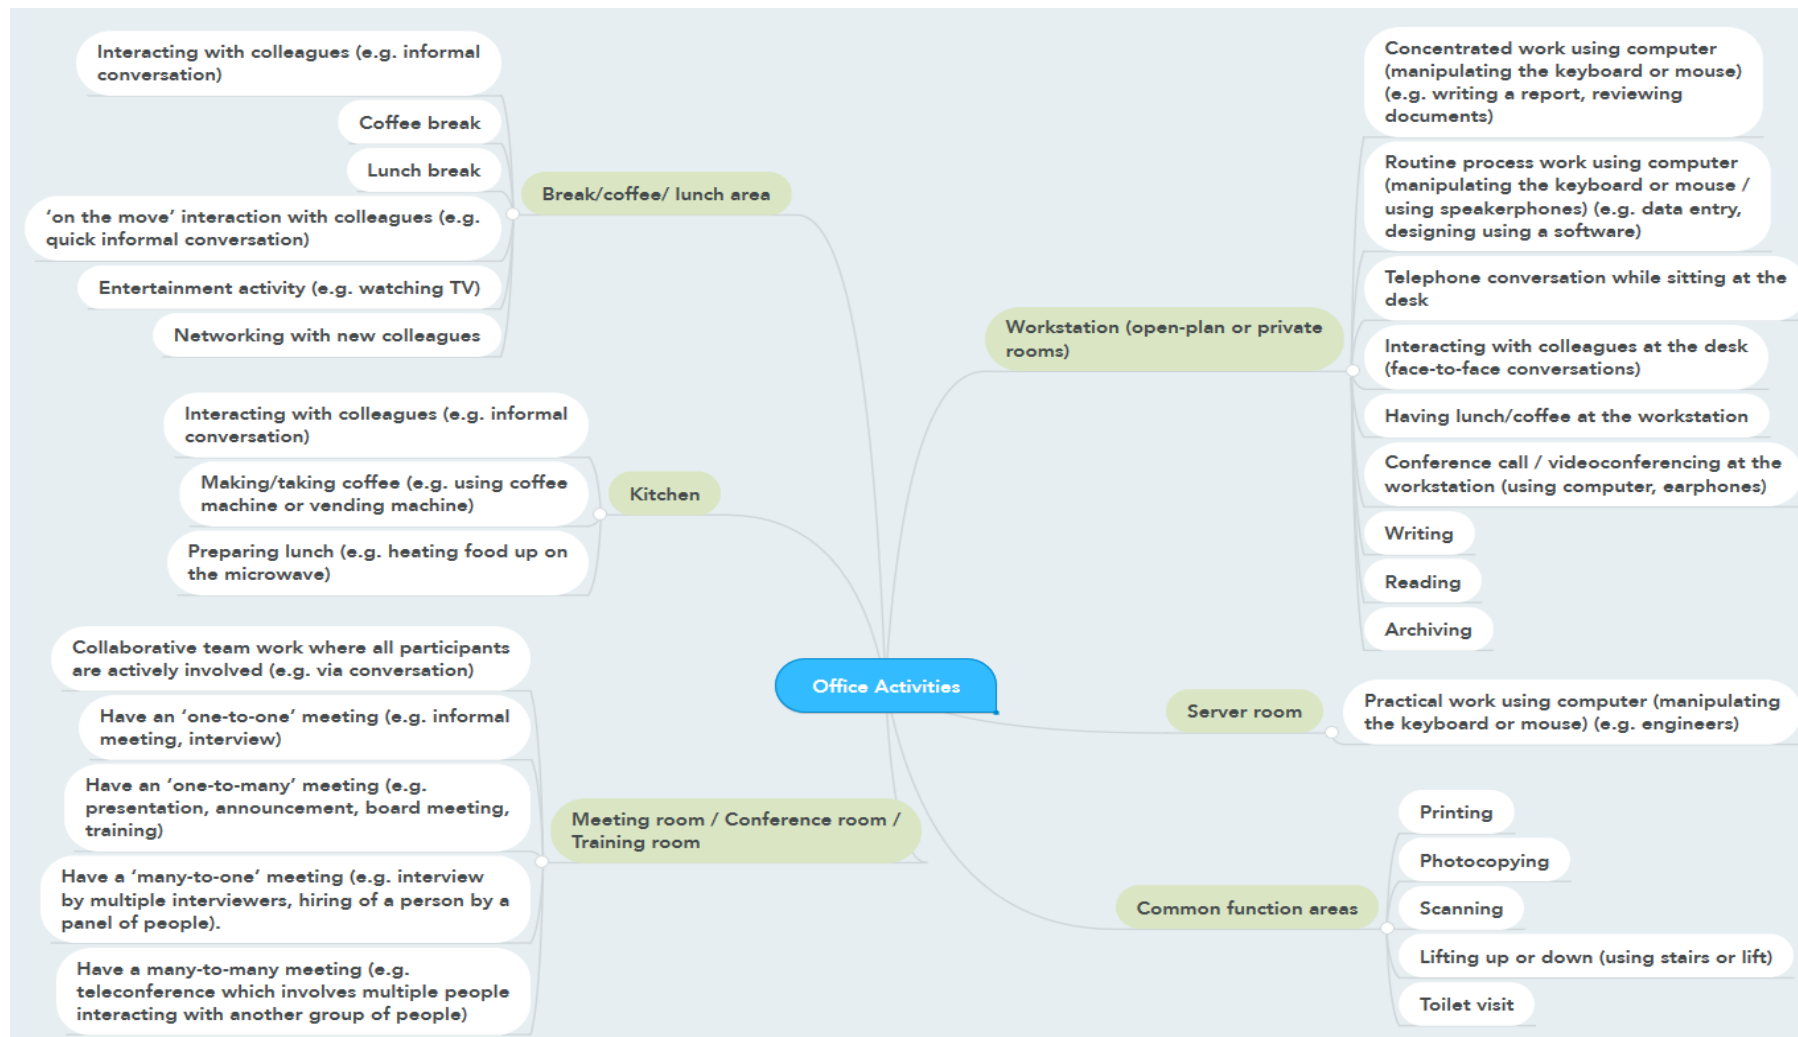 Interacting with colleagues (e.g. informal
conversation)
Coffee break
Lunch break
‘on the move’ interaction with colleagues (e.g.
quick informal conversation)
Entertainment activity (e.g. watching TV)
Networking with new colleagues
Break/coffee/ lunch area
Interacting with colleagues (e.g. informal
conversation)
Making/taking coffee (e.g. using coffee
machine or vending machine)
Preparing lunch (e.g. heating food up on
the microwave)
Kitchen
Collaborative team work where all participants
are actively involved (e.g. via conversation)
Have an ‘one-to-one’ meeting (e.g. informal
meeting, interview)
Have an ‘one-to-many’ meeting (e.g.
presentation, announcement, board meeting,
training)
Have a ‘many-to-one’ meeting (e.g. interview
by multiple interviewers, hiring of a person by a
panel of people).
Have a many-to-many meeting (e.g.
teleconference which involves multiple people
interacting with another group of people)
Meeting room / Conference room /
Training room
Office Activities
Workstation (open-plan or private
rooms)
Concentrated work using computer
(manipulating the keyboard or mouse)
(e.g. writing a report, reviewing
documents)
Routine process work using computer
(manipulating the keyboard or mouse /
using speakerphones) (e.g. data entry,
designing using a software)
Telephone conversation while sitting at the
desk
Interacting with colleagues at the desk
(face-to-face conversations)
Having lunch/coffee at the workstation
Conference call / videoconferencing at the
workstation (using computer, earphones)
Writing
Reading
Archiving
Server room
Practical work using computer (manipulating
the keyboard or mouse) (e.g. engineers)
Common function areas
Printing
Photocopying
Scanning
Lifting up or down (using stairs or lift)
Toilet visit